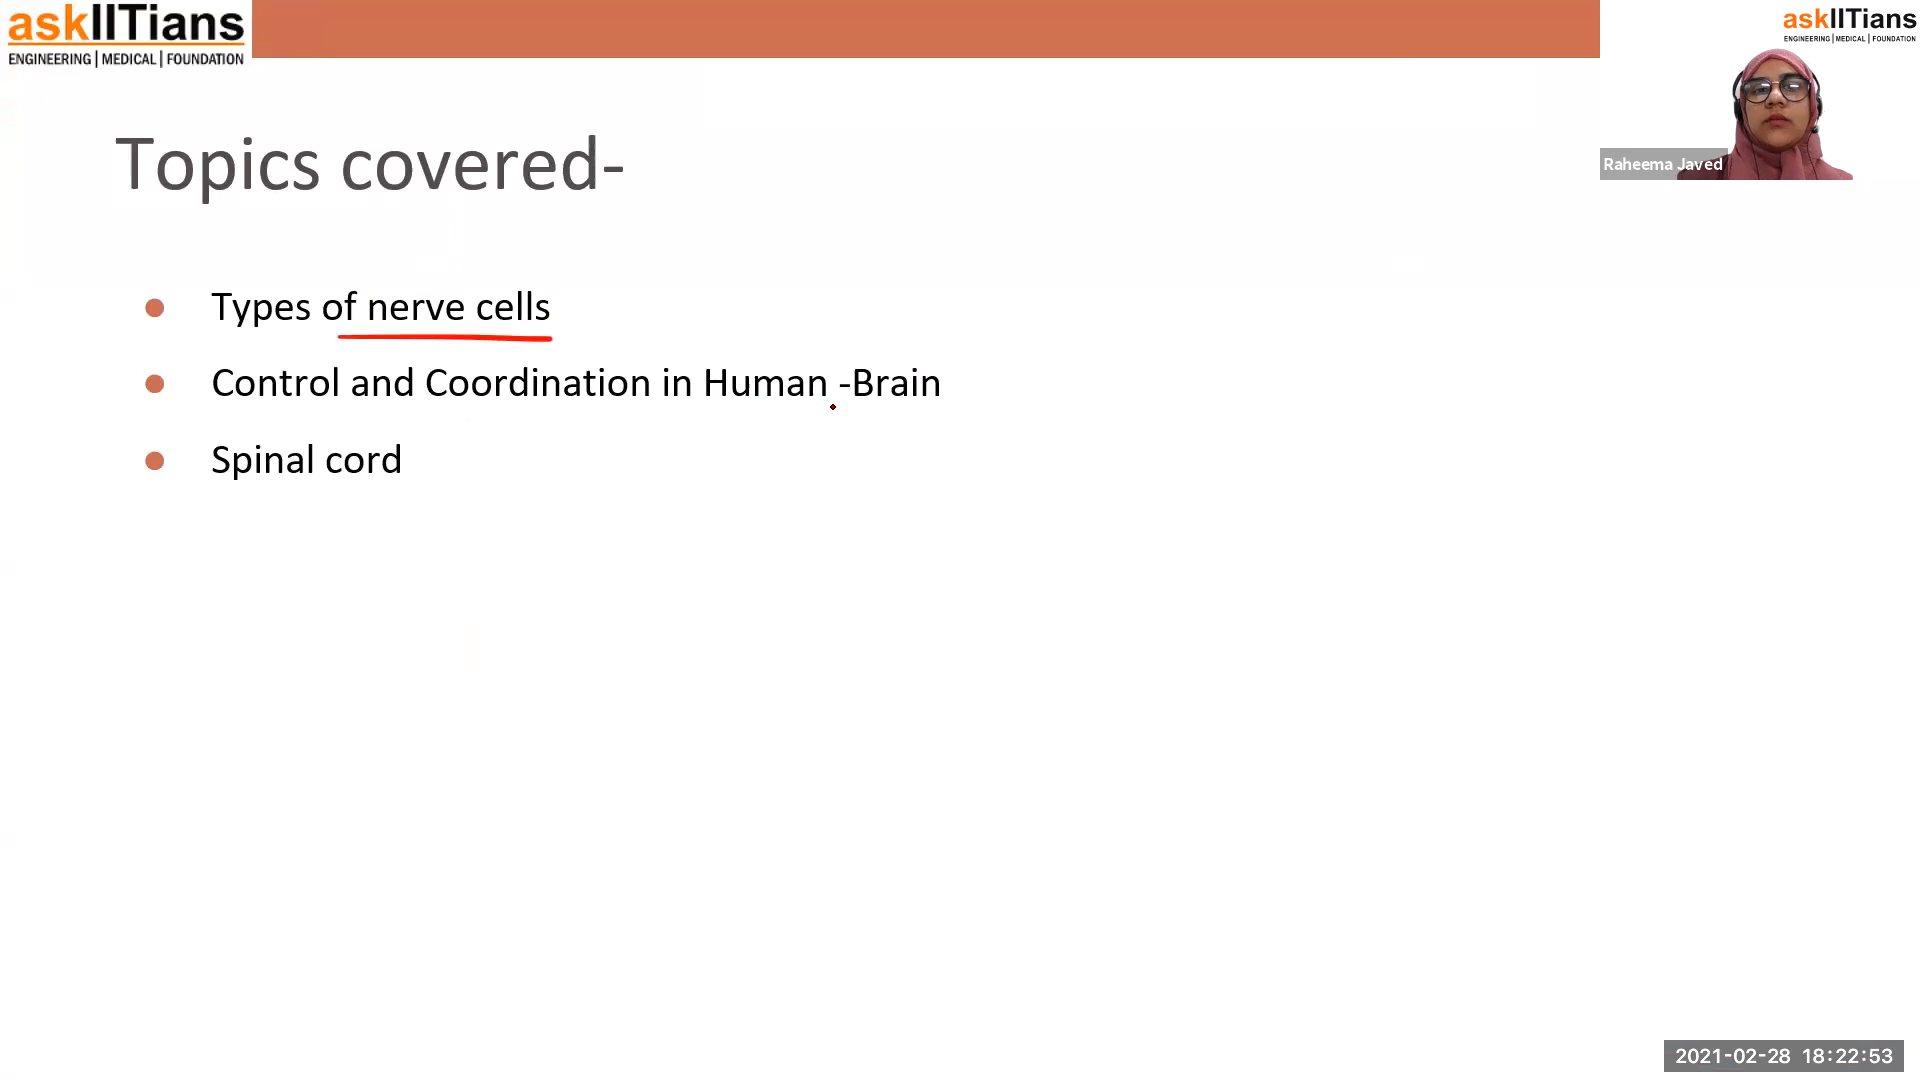 askIITians
ENGINEERING | MEDICAL | FOUNDATION
askIITians
ENGINEERING | MEDICAL | FOUNDATION
Raheema Javed
Topics covered-
Types of nerve cells
Control and Coordination in Human -Brain
Spinal cord
2021-02-28 18:22:53